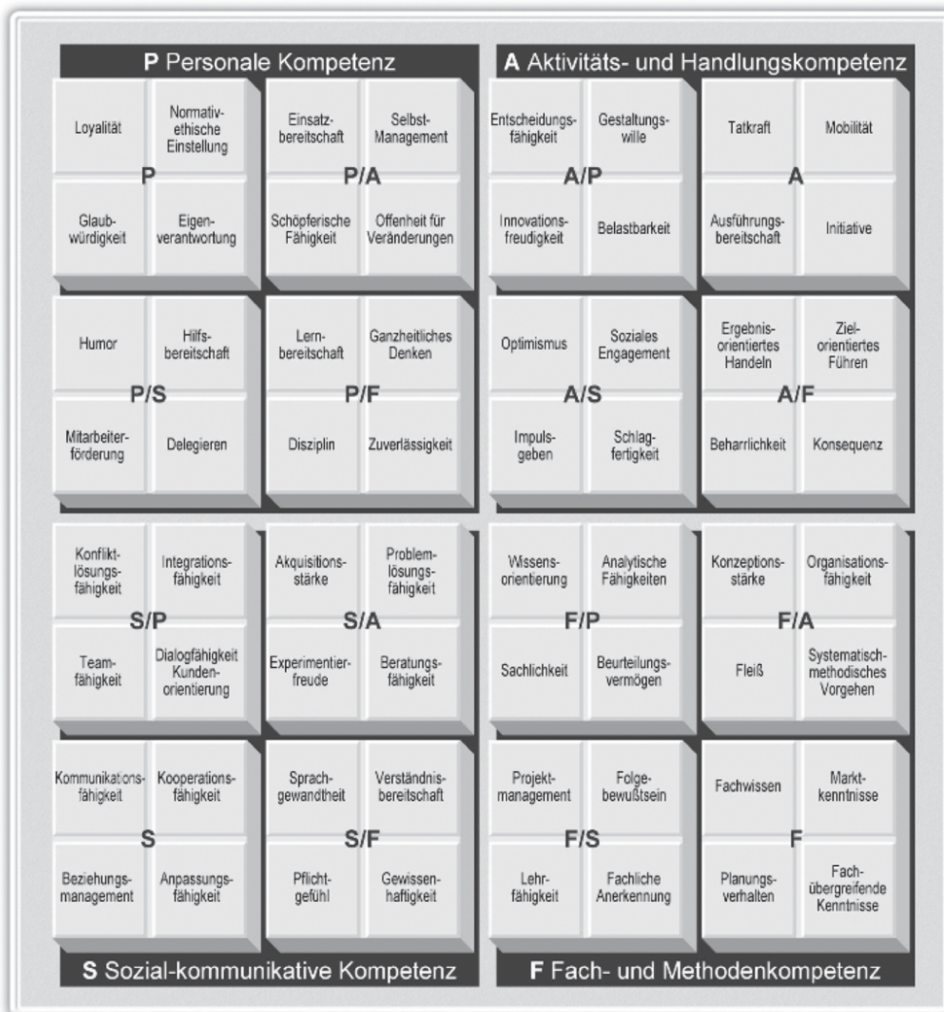 P Personale Kompetenz
Loyalität
Normativ-
ethische
Einstellung
P
Glaub-
würdigkeit
Eigen-
verantwortung
Einsatz-
bereitschaft
Selbst-
Management
P/A
Schöpferische
Fähigkeit
Offenheit für
Veränderungen
Humor
Hilfs-
bereitschaft
P/S
Mitarbeiter-
förderung
Delegieren
Lern-
bereitschaft
Ganzheitliches
Denken
P/F
Disziplin
Zuverlässigkeit
A Aktivitäts- und Handlungskompetenz
Entscheidungs-
fähigkeit
Gestaltungs-
wille
A/P
Innovations-
freudigkeit
Belastbarkeit
Tatkraft
Mobilität
A
Ausführungs-
bereitschaft
Initiative
Optimismus
Soziales
Engagement
A/S
Impuls-
geben
Schlag-
fertigkeit
Ergebnis-
orientiertes
Handeln
Ziel-
orientiertes
Führen
A/F
Beharrlichkeit
Konsequenz
Konflikt-
lösungs-
fähigkeit
Integrations-
fähigkeit
S/P
Team-
fähigkeit
Dialogfähigkeit
Kunden-
orientierung
Akquisitions-
stärke
Problem-
lösungs-
fähigkeit
S/A
Experimentier-
freude
Beratungs-
fähigkeit
Kommunikations-
fähigkeit
Kooperations-
fähigkeit
S
Beziehungs-
management
Anpassungs-
fähigkeit
Sprach-
gewandtheit
Verständnis-
bereitschaft
S/F
Pflicht-
gefühl
Gewissen-
haftigkeit
S Sozial-kommunikative Kompetenz
Wissens-
orientierung
Analytische
Fähigkeiten
F/P
Sachlichkeit
Beurteilungs-
vermögen
Konzeptions-
stärke
Organisations-
fähigkeit
F/A
Fleiß
Systematisch-
methodisches
Vorgehen
Projekt-
management
Folge-
bewußtsein
F/S
Lehr-
fähigkeit
Fachliche
Anerkennung
Fachwissen
Markt-
kenntnisse
F
Planungs-
verhalten
Fach-
übergreifende
Kenntnisse
F Fach- und Methodenkompetenz